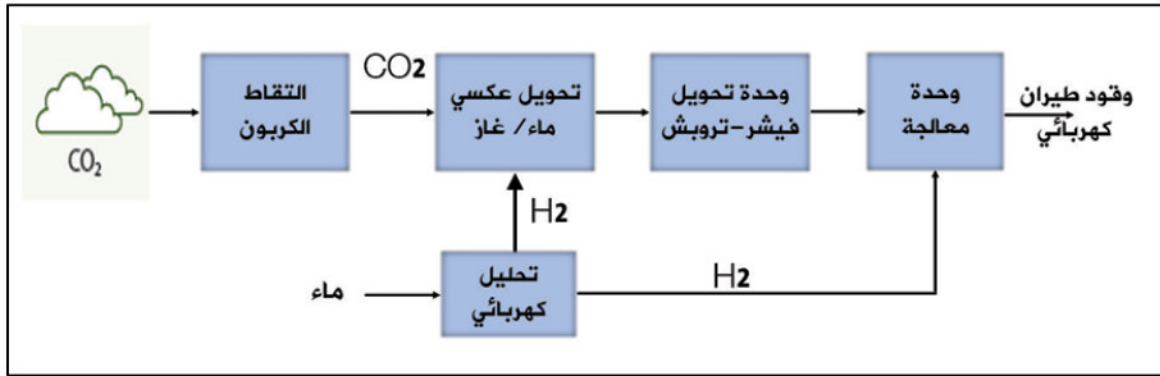 CO₂
التقاط
الكربون
CO2
تحويل عكسي
ماء/ غاز
وحدة تحويل
فيشر-تروبش
وحدة
معالجة
وقود طيران
كهربائي
H2
ماء
تحليل
كهربائي
H2